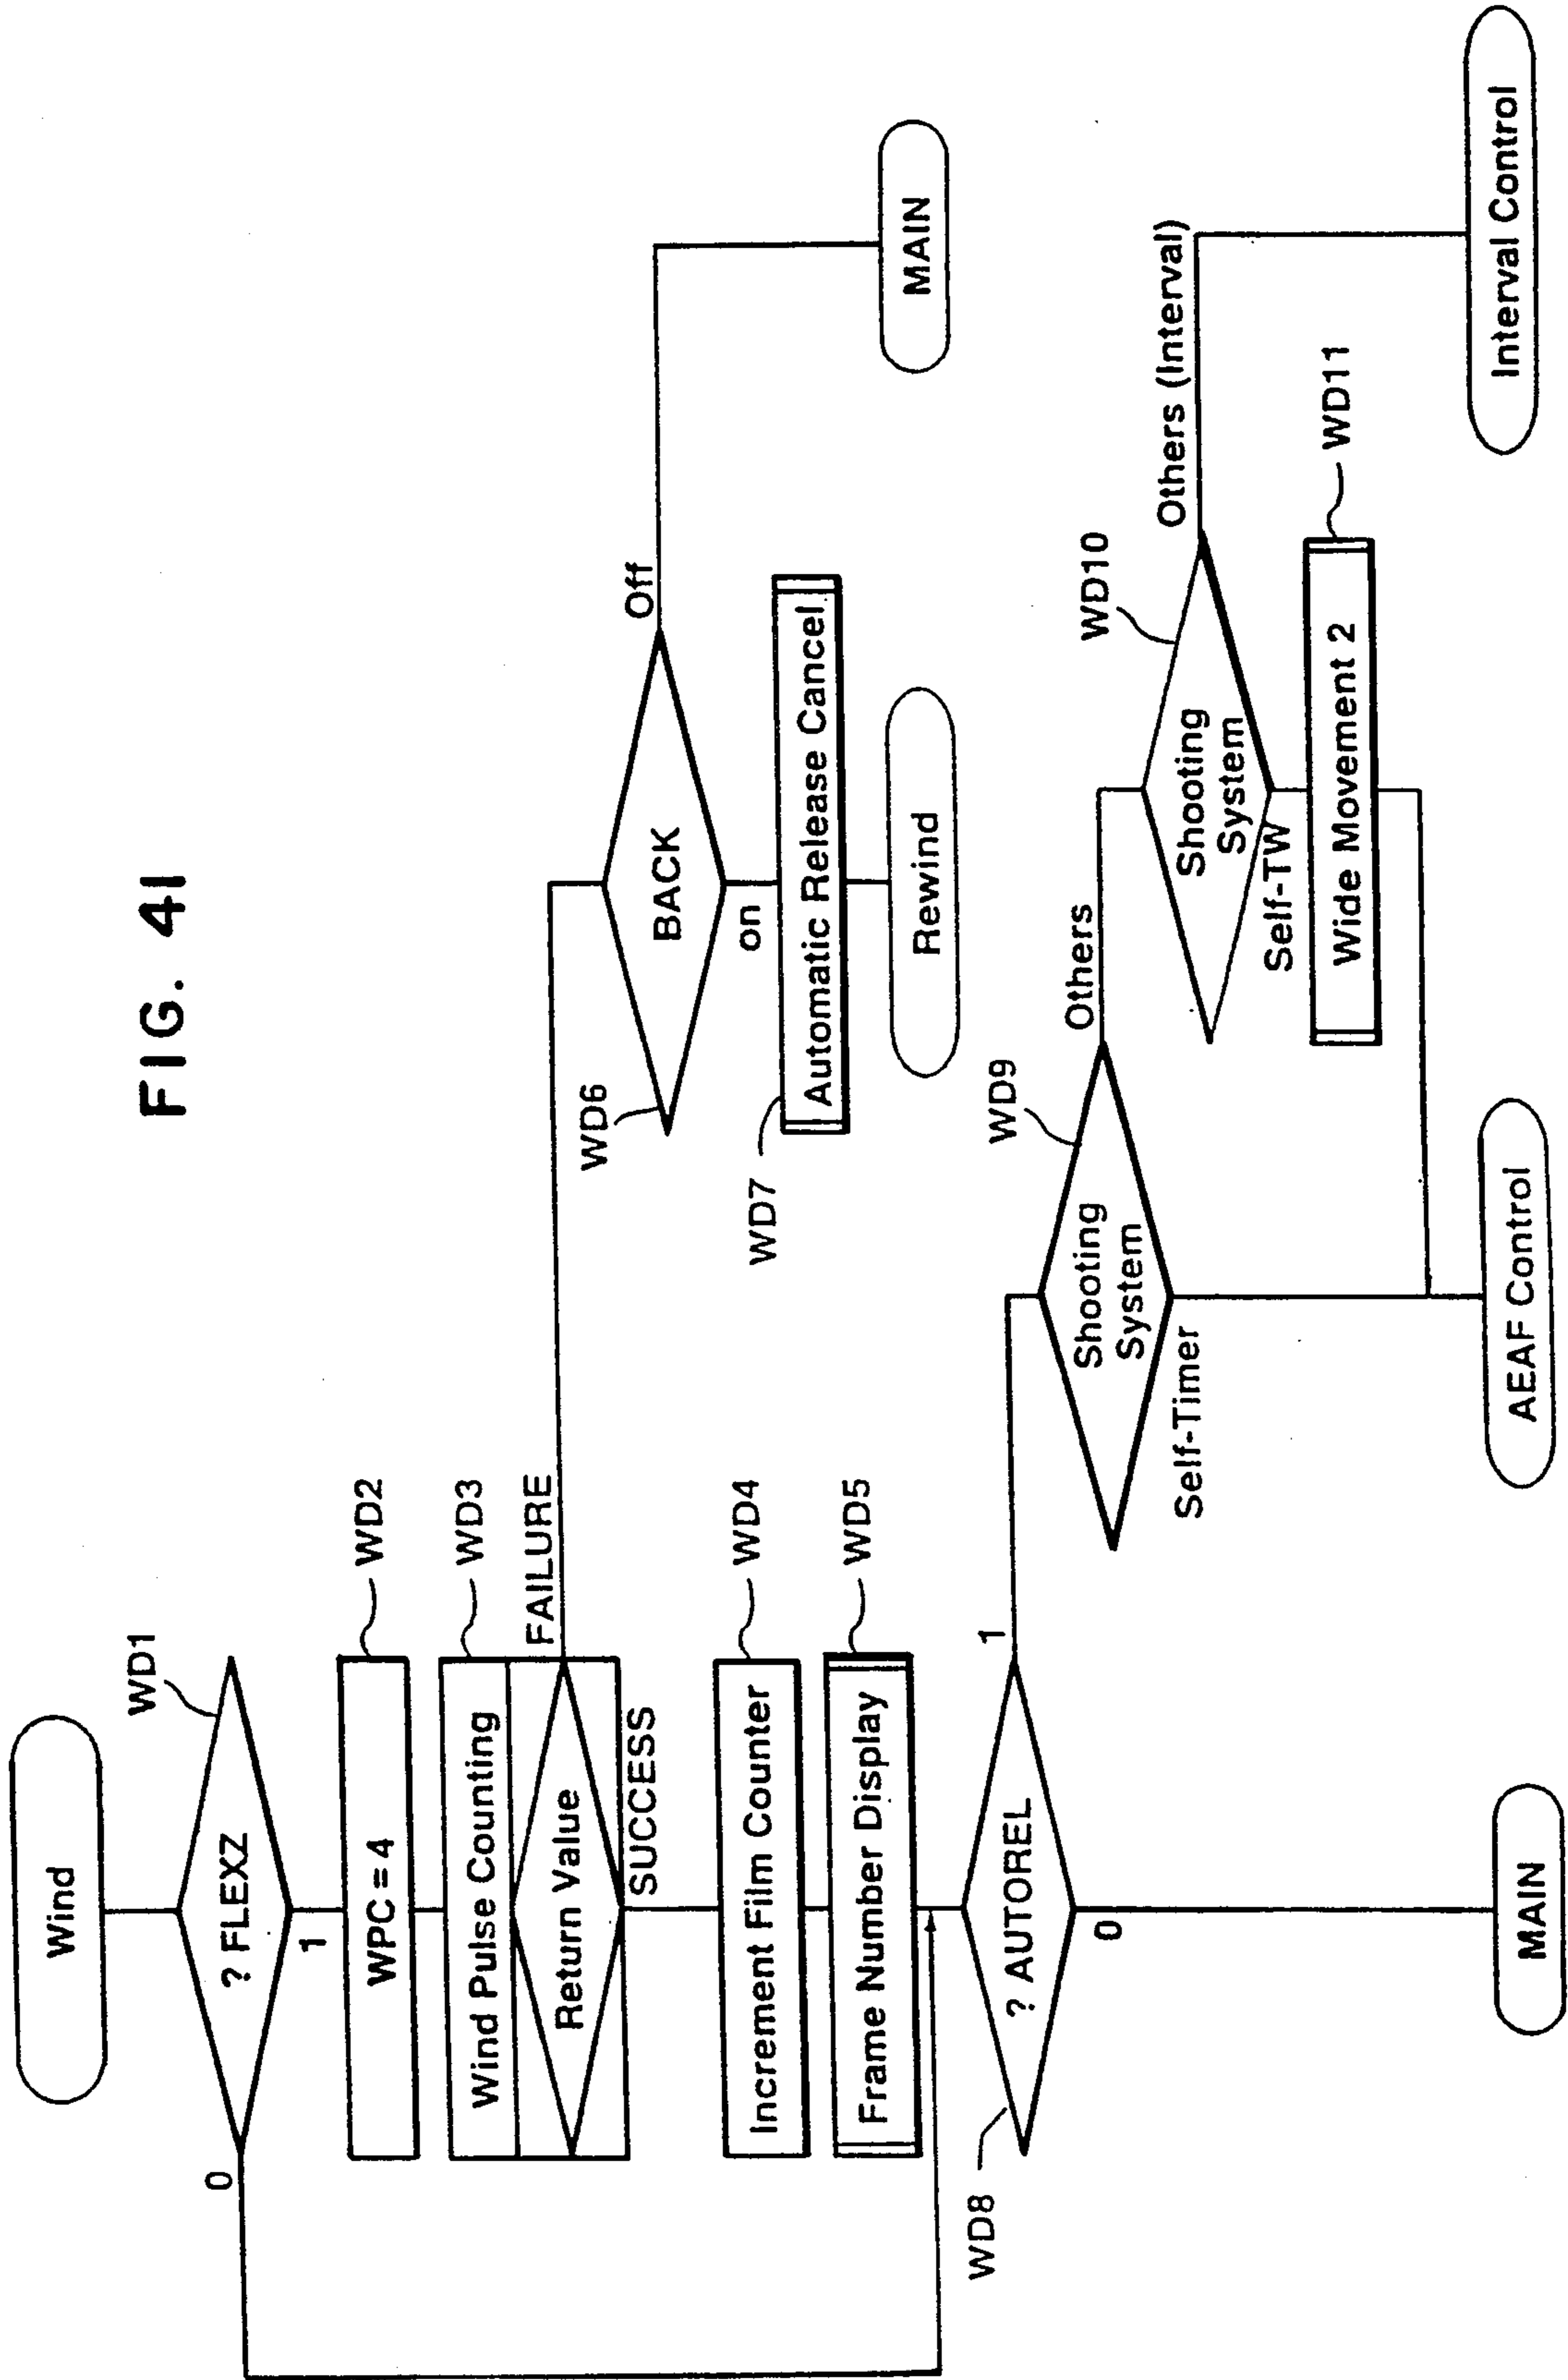 FIG. 4I
Wind
WD1
? FLEXZ
0
1
WPC = 4
WD2
Wind Pulse Counting
WD3
Return Value
FAILURE
SUCCESS
Increment Film Counter
WD4
Frame Number Display
WD5
WD6
BACK
Off
on
WD7
Automatic Release Cancel
Rewind
MAIN
WD8
? AUTOREL
1
0
MAIN
WD9
Shooting
System
Others
Self-Timer
AEAF Control
WD10
Shooting
System
Others (Interval)
Self-TW
Wide Movement 2
WD11
Interval Control